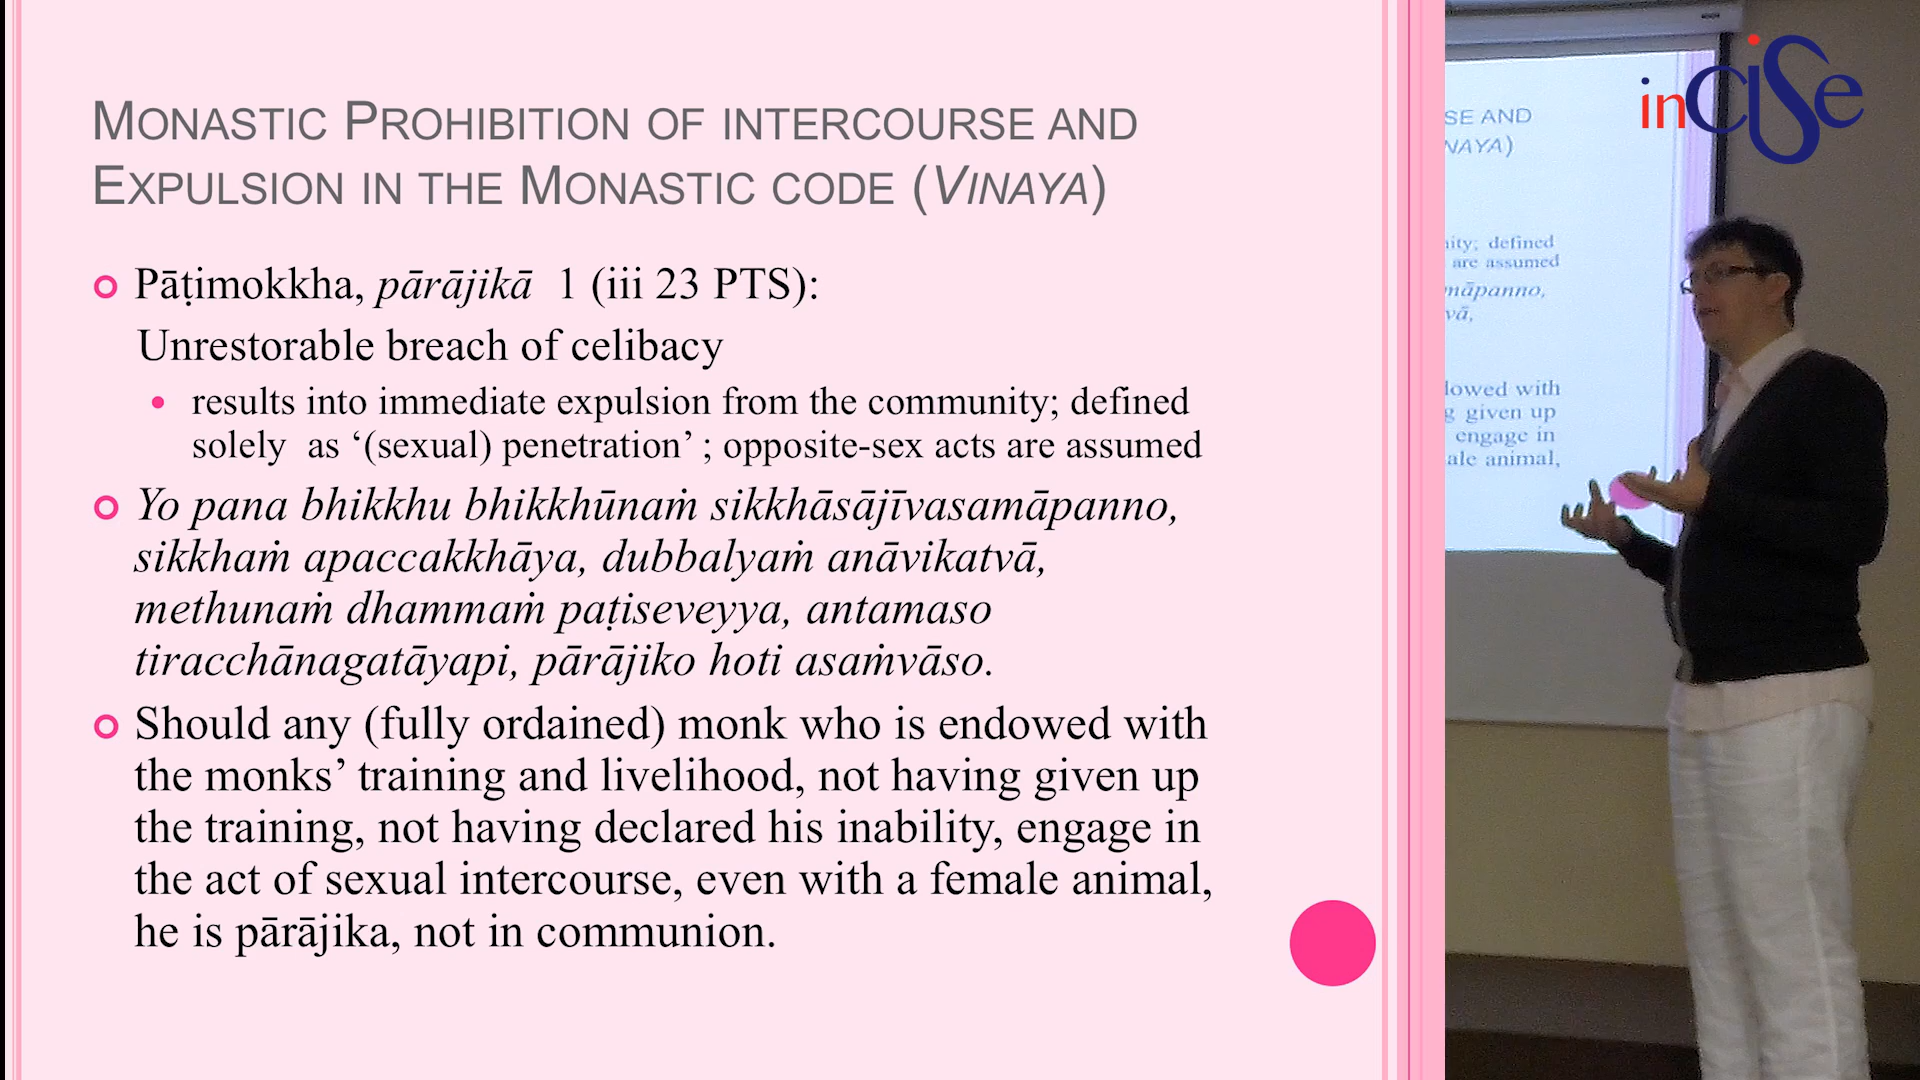 MONASTIC PROHIBITION OF INTERCOURSE AND
EXPULSION IN THE MONASTIC CODE (VINAYA)
Pāṭimokkha, pārājikā 1 (iii 23 PTS):
Unrestorable breach of celibacy
results into immediate expulsion from the community; defined
solely as ‘(sexual) penetration’ ; opposite-sex acts are assumed
Yo pana bhikkhu bhikkhūnaṁ sikkhāsājīvasamāpanno,
sikkhaṁ apaccakkhāya, dubbalyaṁ anāvikatvā,
methunaṁ dhammaṁ paṭiseveyya, antamaso
tiracchānagatāyapi, pārājiko hoti asaṁvāso.
Should any (fully ordained) monk who is endowed with
the monks’ training and livelihood, not having given up
the training, not having declared his inability, engage in
the act of sexual intercourse, even with a female animal,
he is pārājika, not in communion.
inCISe
SE AND
NAYA)
nity; defined
are assumed
māpanno,
vā,
dowed with
g given up
engage in
ale animal,